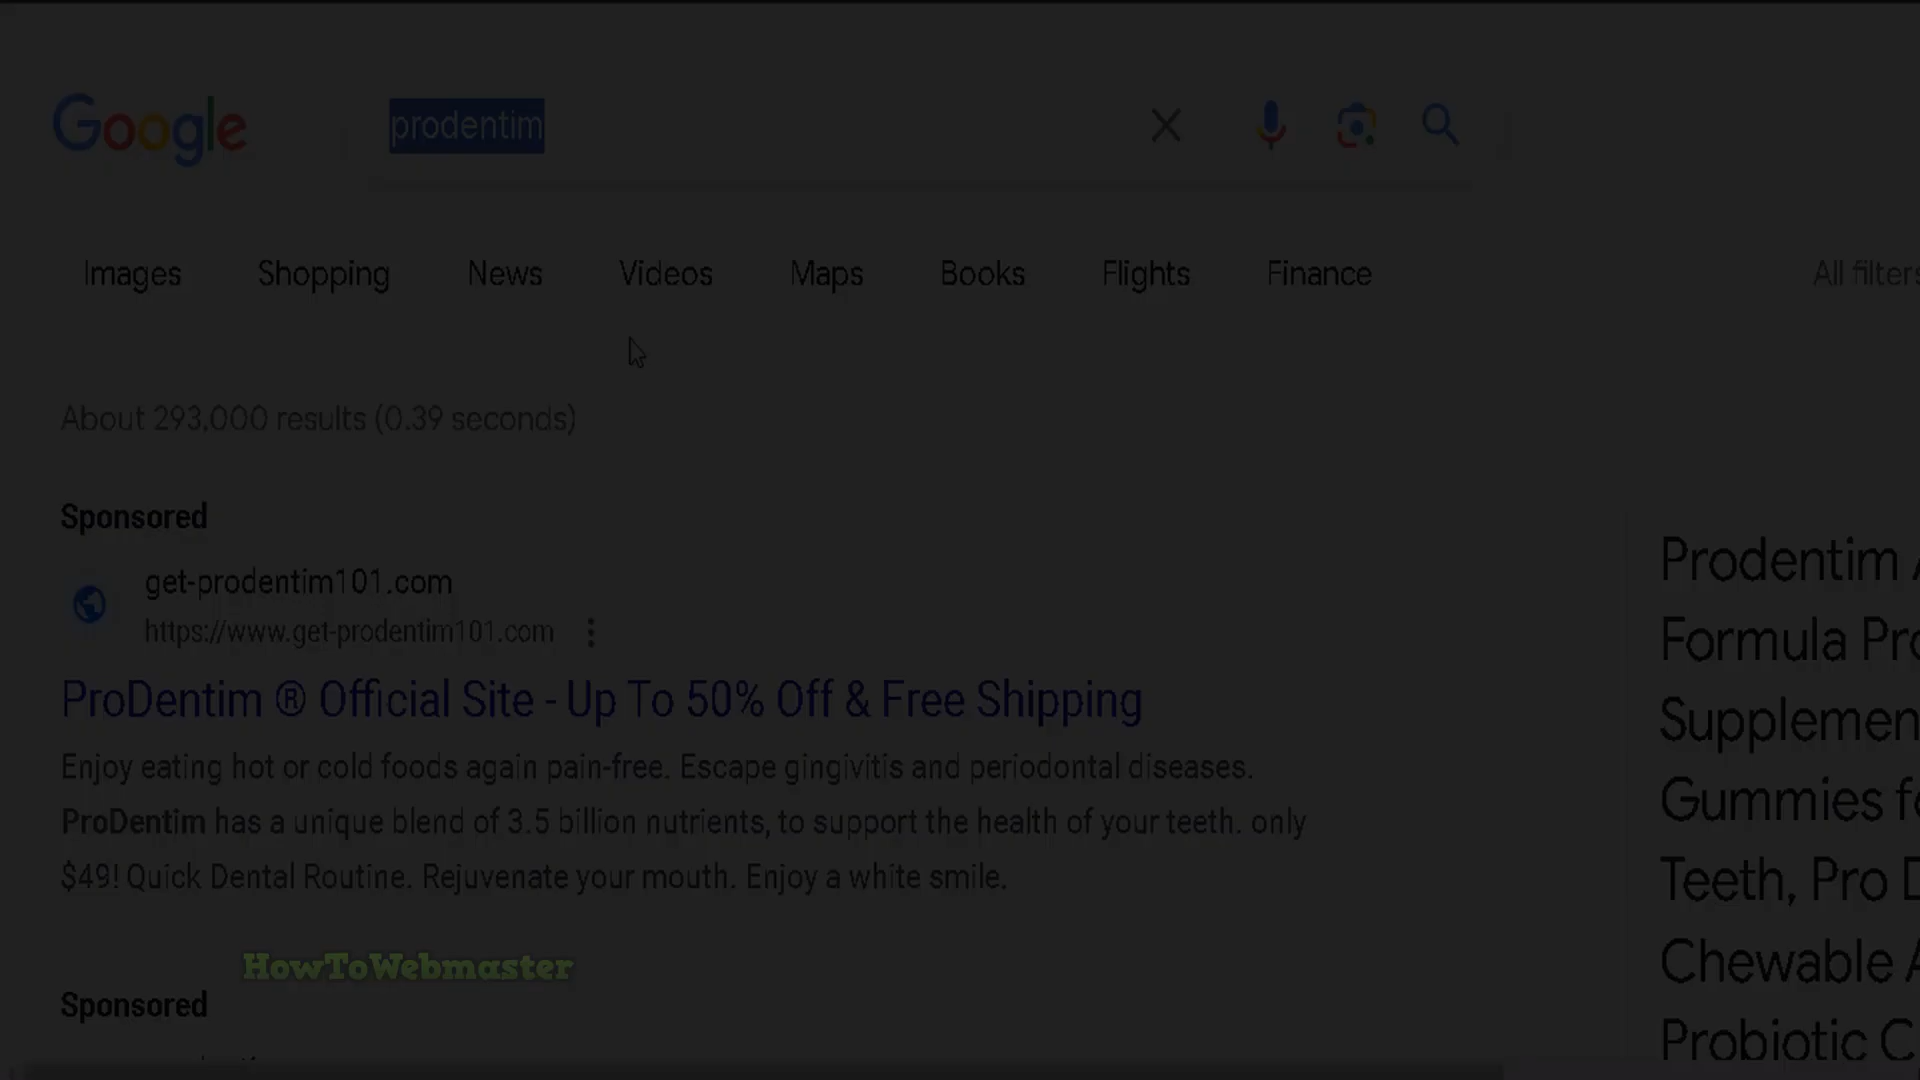 Google
prodentim
Images Shopping News Videos Maps Books Flights Finance All filters
About 293,000 results (0.39 seconds)
Sponsored
get-prodentim101.com
https://www.get-prodentim101.com
ProDentim ® Official Site - Up To 50% Off & Free Shipping
Enjoy eating hot or cold foods again pain-free. Escape gingivitis and periodontal diseases.
ProDentim has a unique blend of 3.5 billion nutrients, to support the health of your teeth. only
$49! Quick Dental Routine. Rejuvenate your mouth. Enjoy a white smile.
HowToWebmaster
Sponsored
Prodentim
Formula
Supplemen
Gummies
Teeth, Pro
Chewable
Probiotic